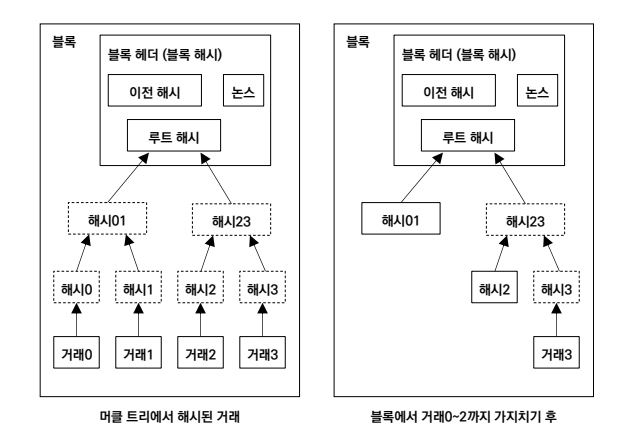 블록
블록 헤더 (블록 해시)
이전 해시
논스
루트 해시
해시01
해시23
해시0
해시1
해시2
해시3
거래0
거래1
거래2
거래3
머클 트리에서 해시된 거래
블록
블록 헤더 (블록 해시)
이전 해시
논스
루트 해시
해시01
해시23
해시2
해시3
거래3
블록에서 거래0~2까지 가지치기 후